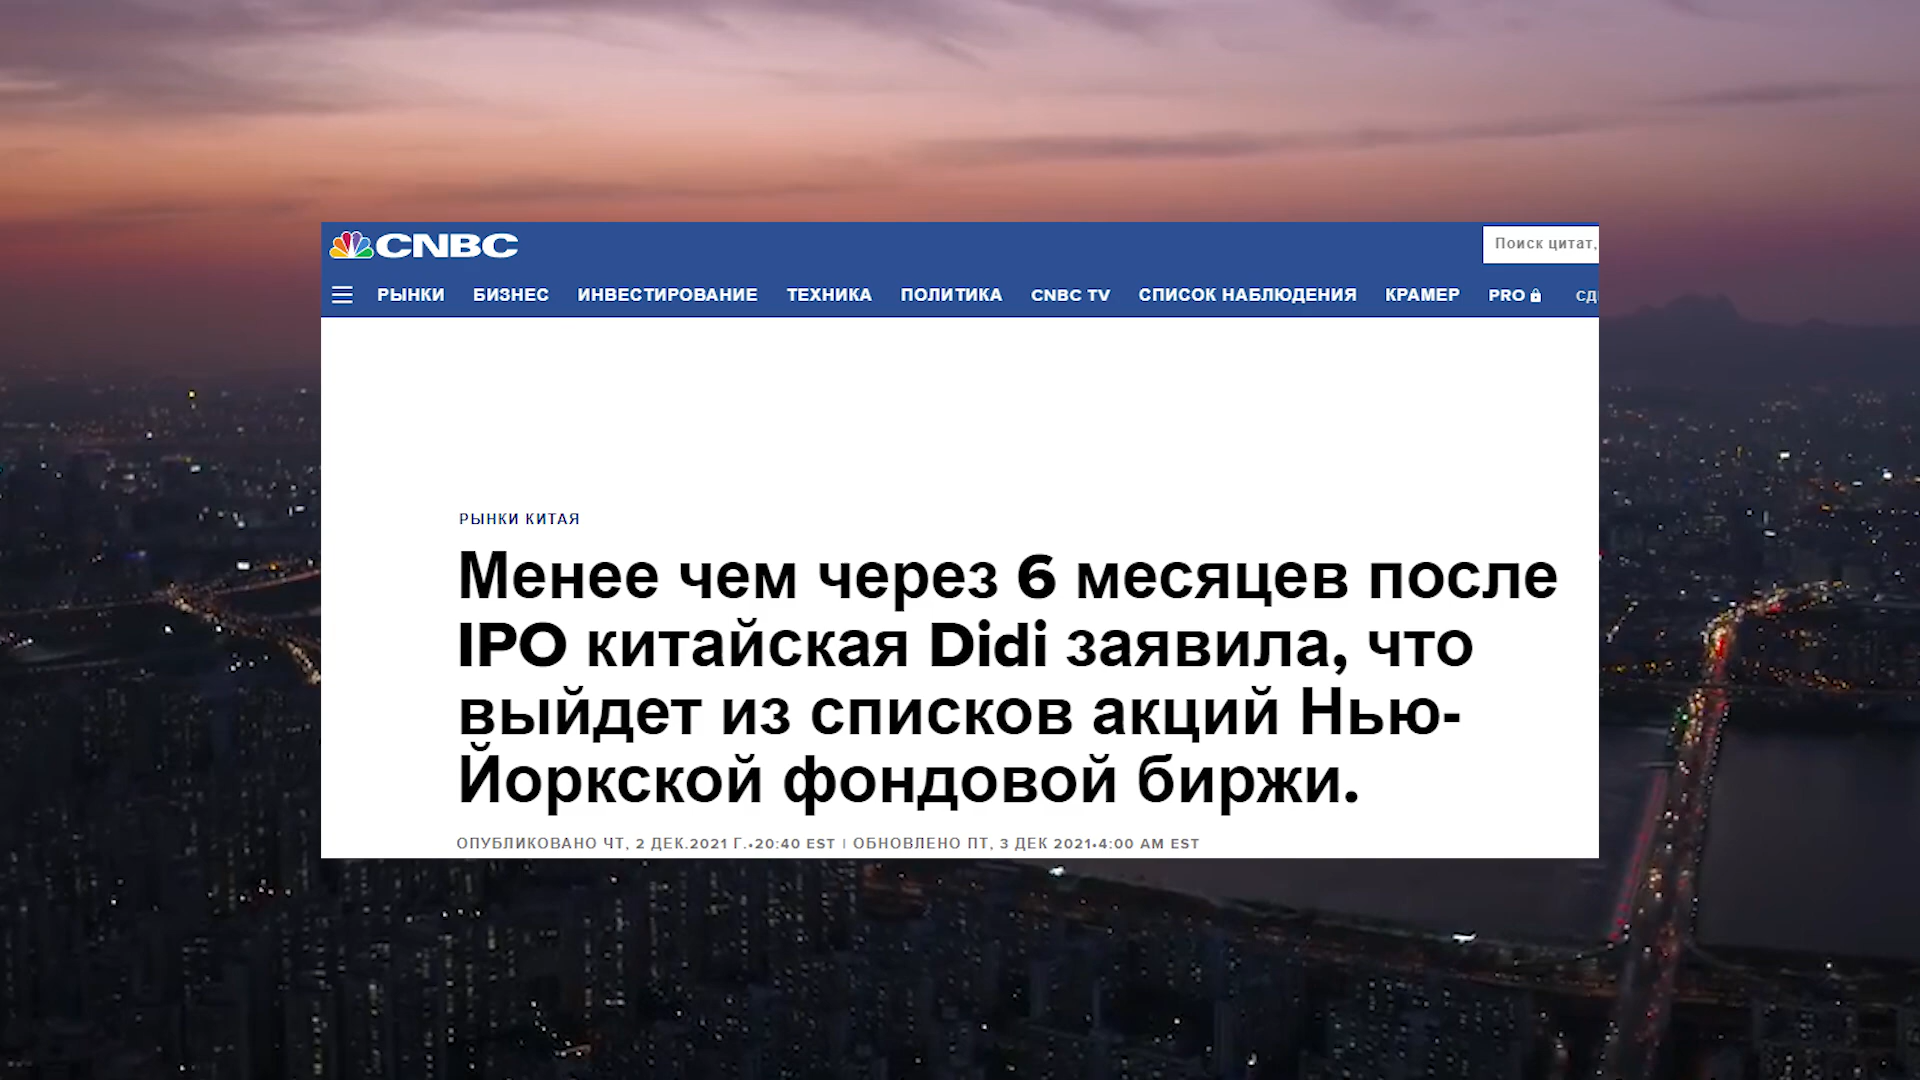 CNBC
Поиск цитат,
РЫНКИ БИЗНЕС ИНВЕСТИРОВАНИЕ ТЕХНИКА ПОЛИТИКА CNBC TV СПИСОК НАБЛЮДЕНИЯ КРАМЕР PRO
РЫНКИ КИТАЯ
Менее чем через 6 месяцев после
IPO китайская Didi заявила, что
выйдет из списков акций Нью-
Йоркской фондовой биржи.
ОПУБЛИКОВАНО ЧТ, 2 ДЕК.2021 Г.•20:40 EST | ОБНОВЛЕНО ПТ, 3 ДЕК 2021•4:00 AM EST